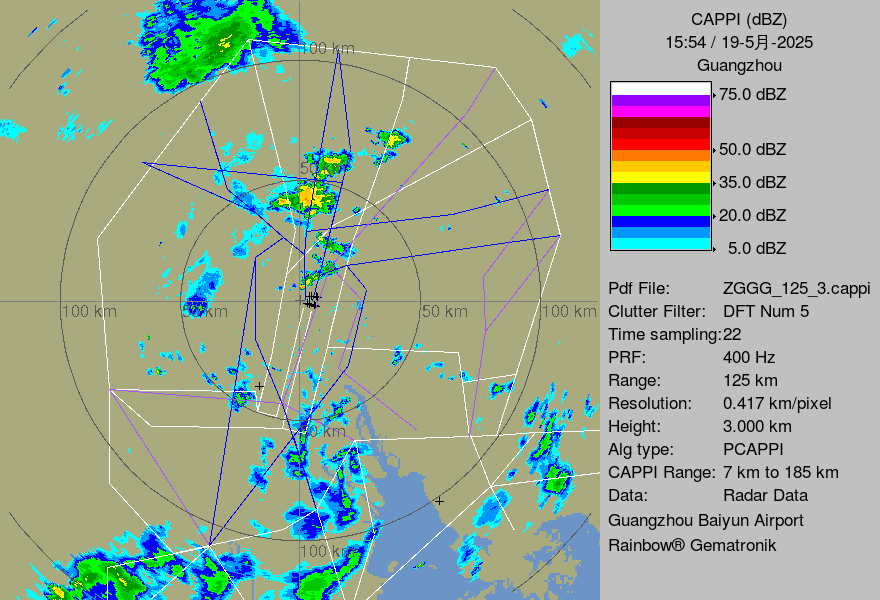 CAPPI (dBZ)
15:54 / 19-5月-2025
Guangzhou
75.0 dBZ
50.0 dBZ
35.0 dBZ
20.0 dBZ
5.0 dBZ
Pdf File: ZGGG_125_3.cappi
Clutter Filter: DFT Num 5
Time sampling:22
PRF: 400 Hz
Range: 125 km
Resolution: 0.417 km/pixel
Height: 3.000 km
Alg type: PCAPPI
CAPPI Range: 7 km to 185 km
Data: Radar Data
Guangzhou Baiyun Airport
Rainbow® Gematronik
100 km
50
100 km
50 km
50 km
100 km
50 km
100 km